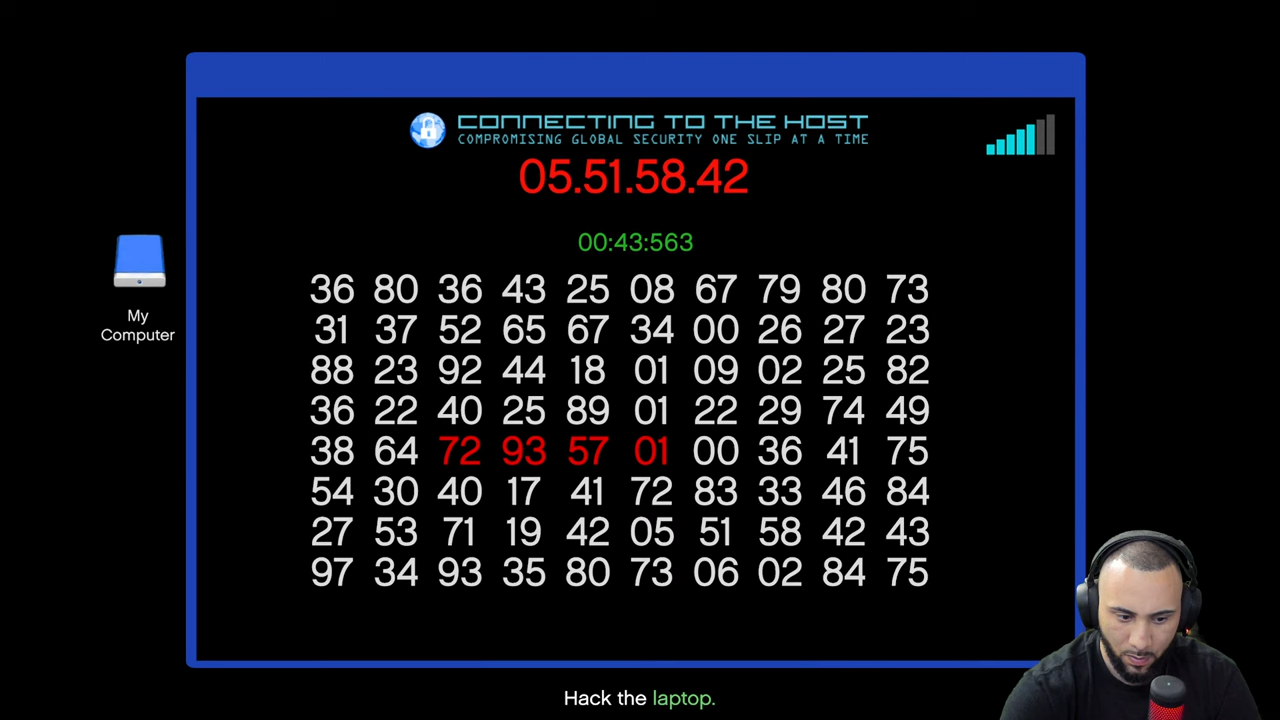 CONNECTING TO THE HOST
COMPROMISING GLOBAL SECURITY ONE SLIP AT A TIME
05.51.58.42
00:43:563
36 80 36 43 25 08 67 79 80 73
31 37 52 65 67 34 00 26 27 23
88 23 92 44 18 01 09 02 25 82
36 22 40 25 89 01 22 29 74 49
38 64 72 93 57 01 00 36 41 75
54 30 40 17 41 72 83 33 46 84
27 53 71 19 42 05 51 58 42 43
97 34 93 35 80 73 06 02 84 75
My
Computer
Hack the laptop.